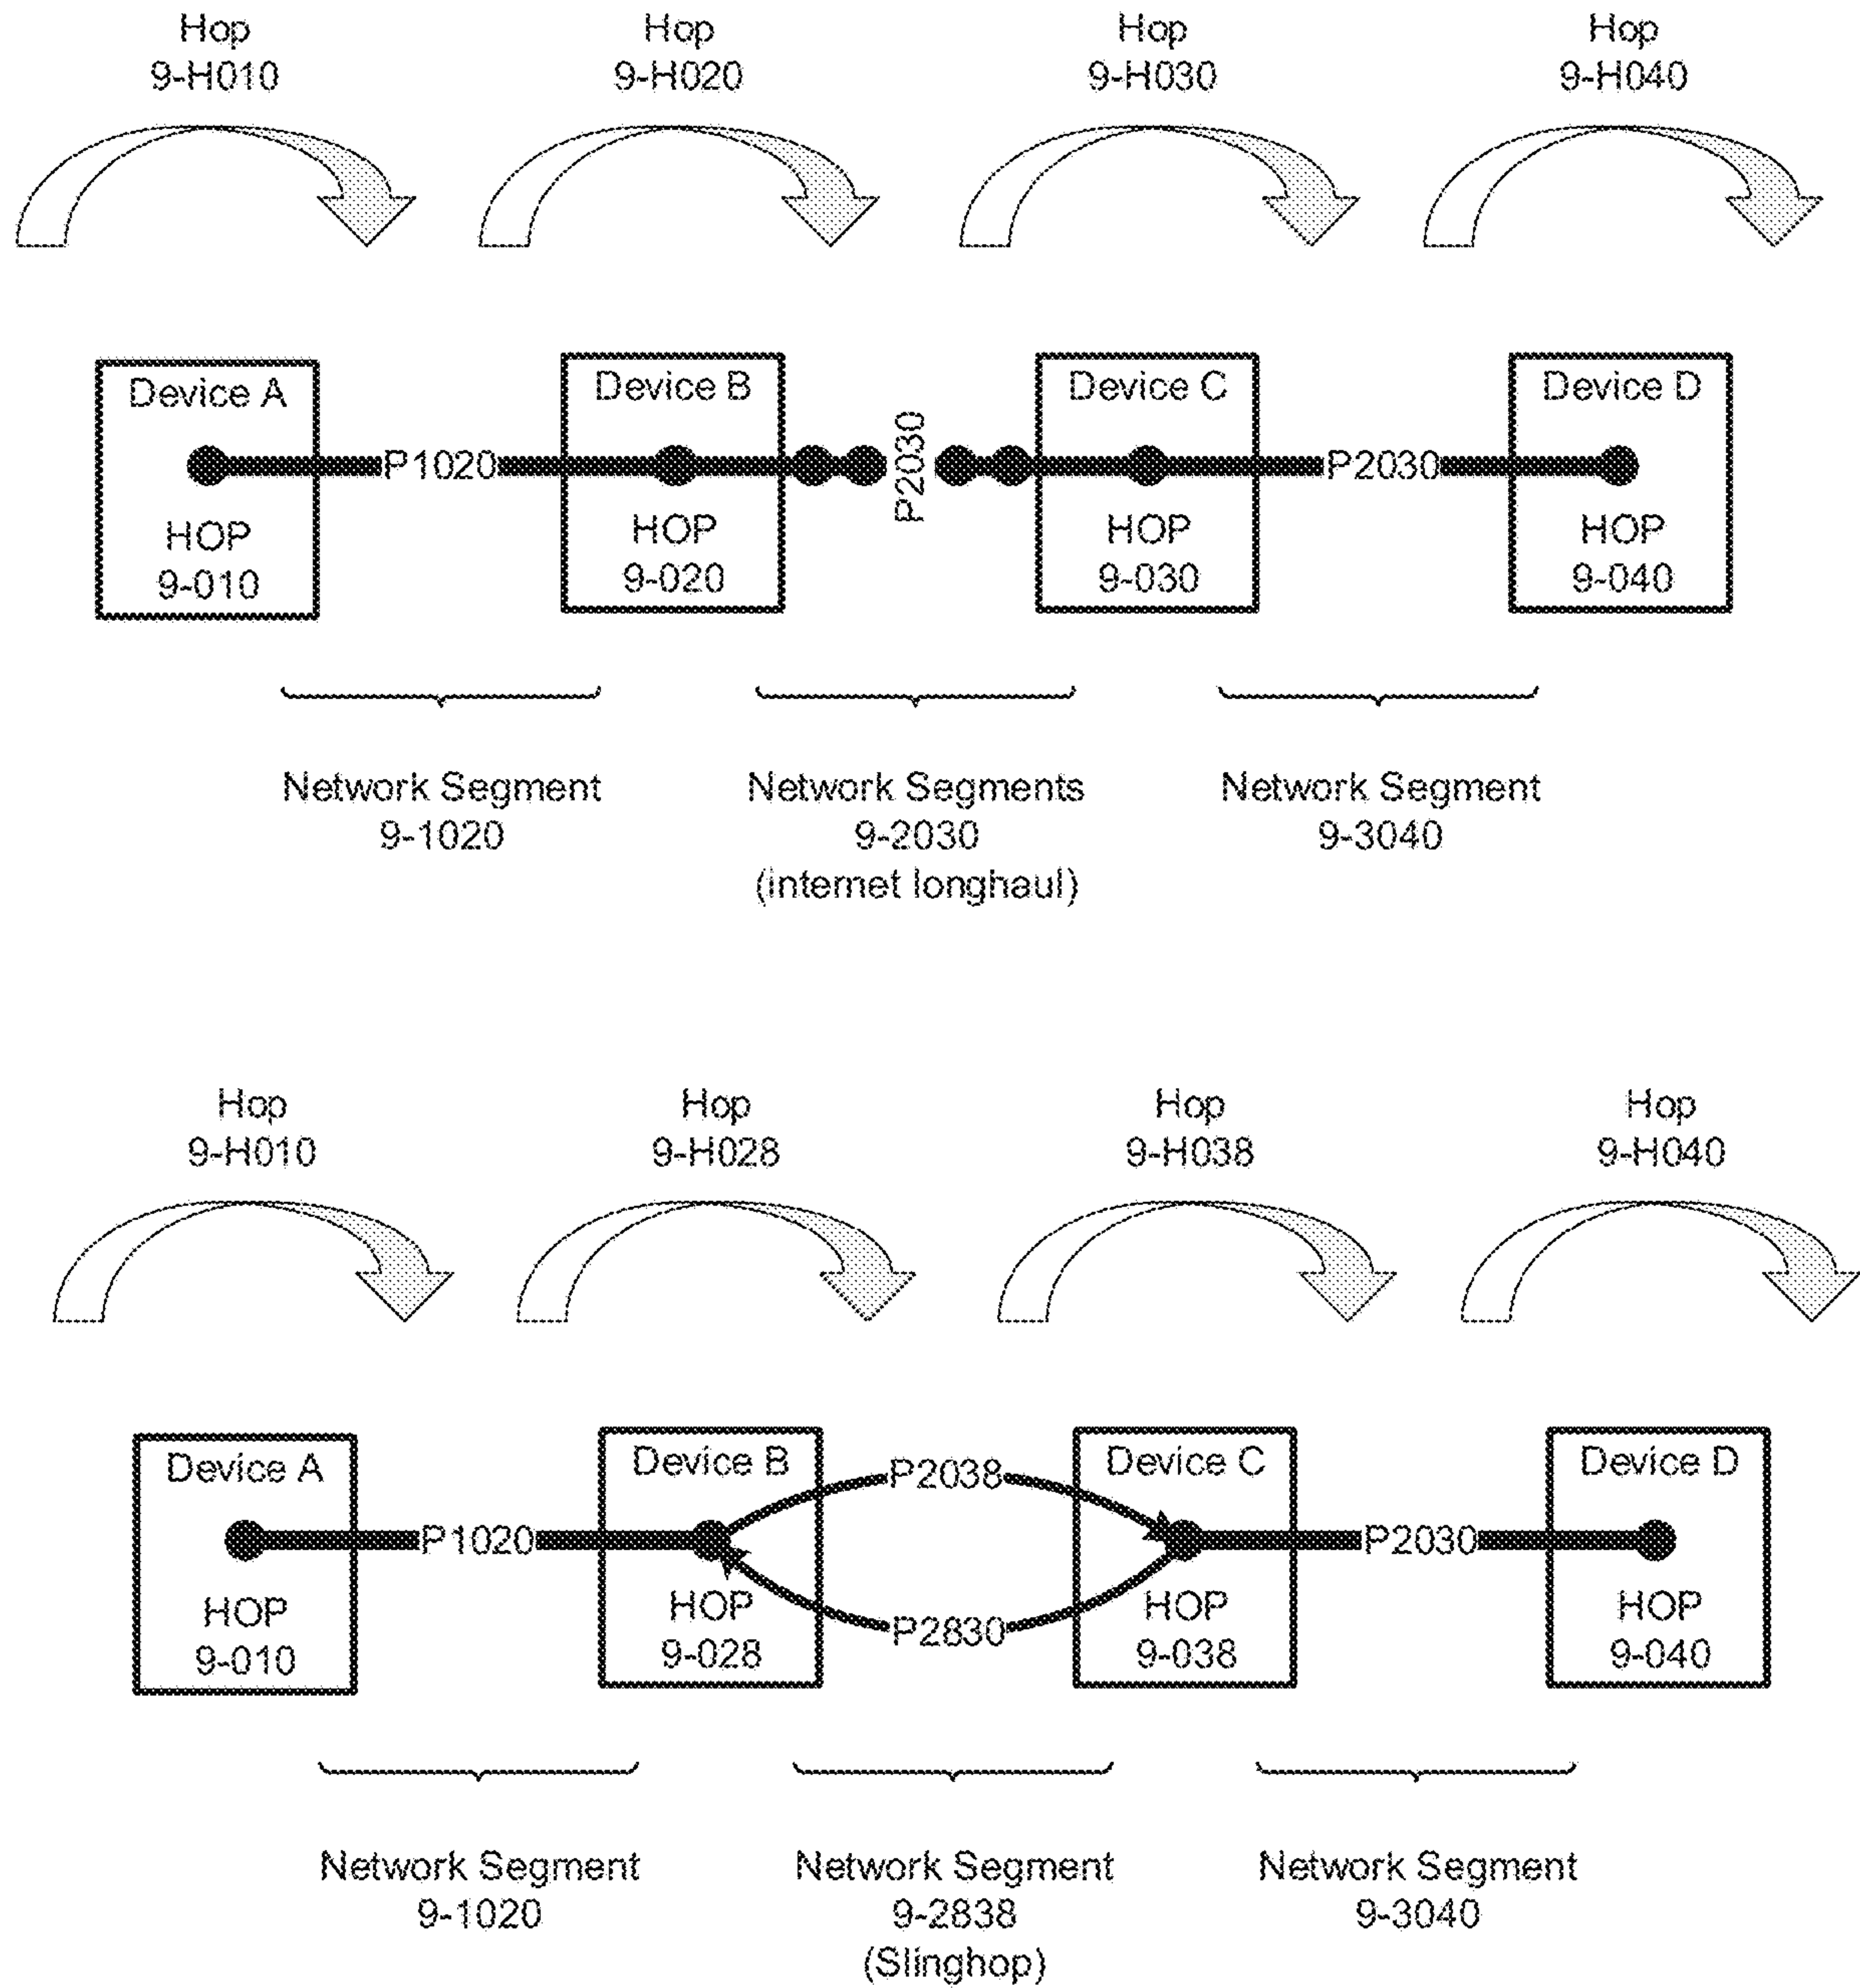 Hop
9-H010
Hop
9-H020
Hop
9-H030
Hop
9-H040
Device A
HOP
9-010
P1020
Device B
HOP
9-020
P2030
Device C
HOP
9-030
P2030
Device D
HOP
9-040
Network Segment
9-1020
Network Segments
9-2030
(internet longhaul)
Network Segment
9-3040
Hop
9-H010
Hop
9-H028
Hop
9-H038
Hop
9-H040
Device A
HOP
9-010
P1020
Device B
HOP
9-028
P2038
P2830
Device C
HOP
9-038
P2030
Device D
HOP
9-040
Network Segment
9-1020
Network Segment
9-2838
(Slinghop)
Network Segment
9-3040